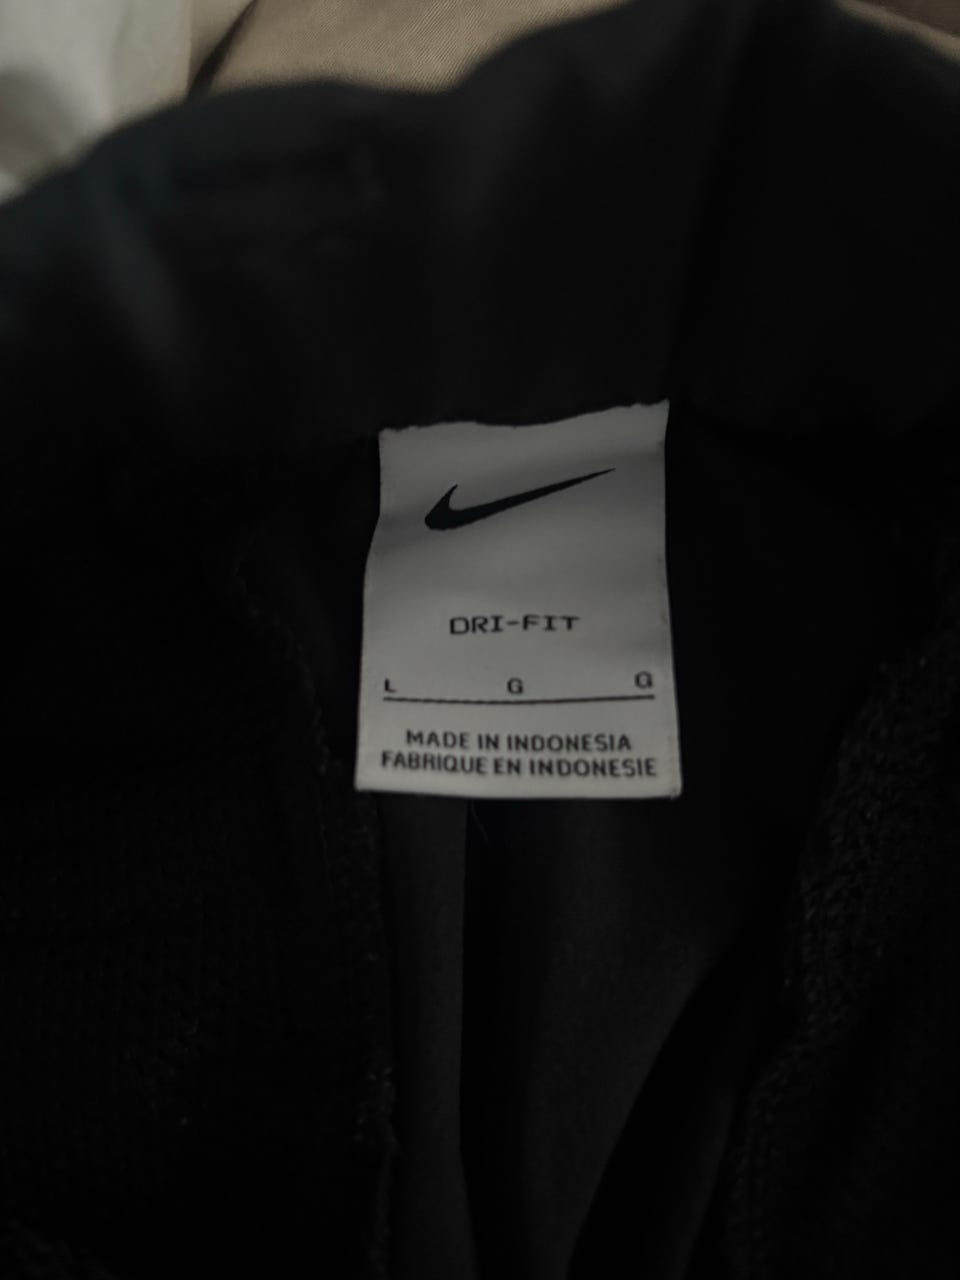 DRI-FIT
L G G
MADE IN INDONESIA
FABRIQUE EN INDONESIE